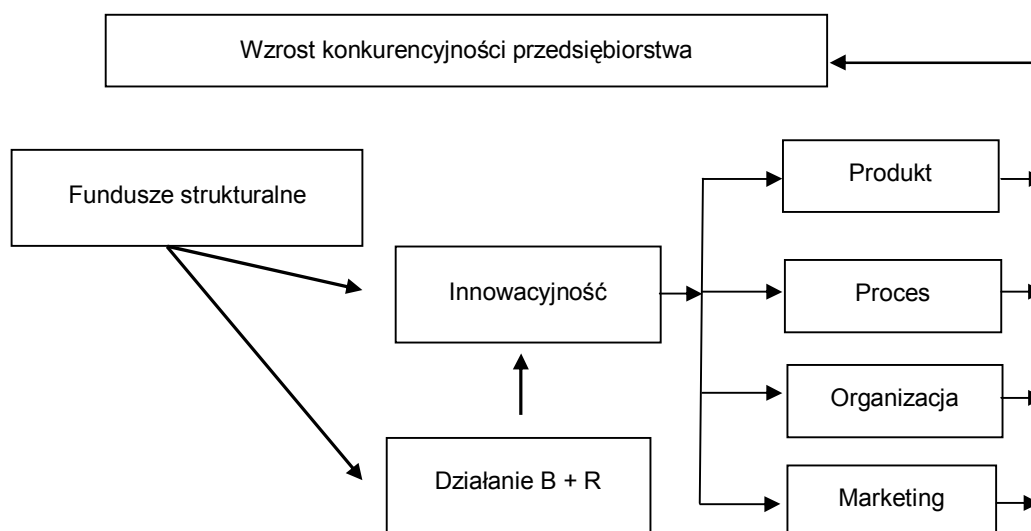 Wzrost konkurencyjności przedsiębiorstwa
Fundusze strukturalne
Produkt
Innowacyjność
Proces
Organizacja
Działanie B + R
Marketing